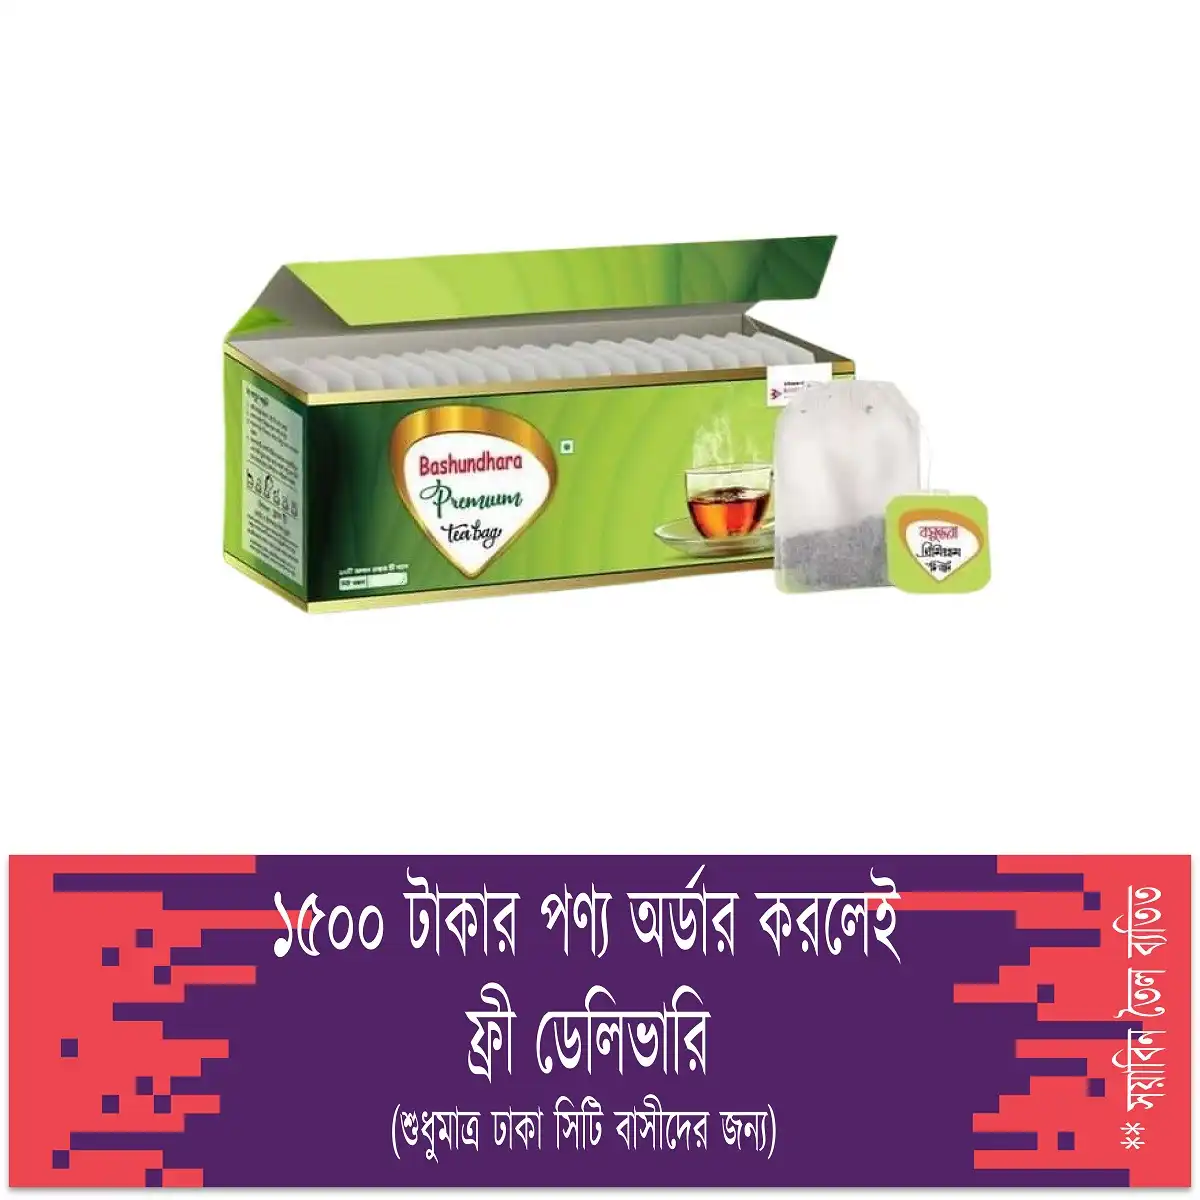 Bashundhara
Premium
tea bag
বসুন্ধরা
প্রিমিয়াম
টি ব্যাগ
১৫০০ টাকার পণ্য অর্ডার করলেই
ফ্রী ডেলিভারি
(শুধুমাত্র ঢাকা সিটি বাসীদের জন্য)
** সয়াবিন তৈল ব্যতিত